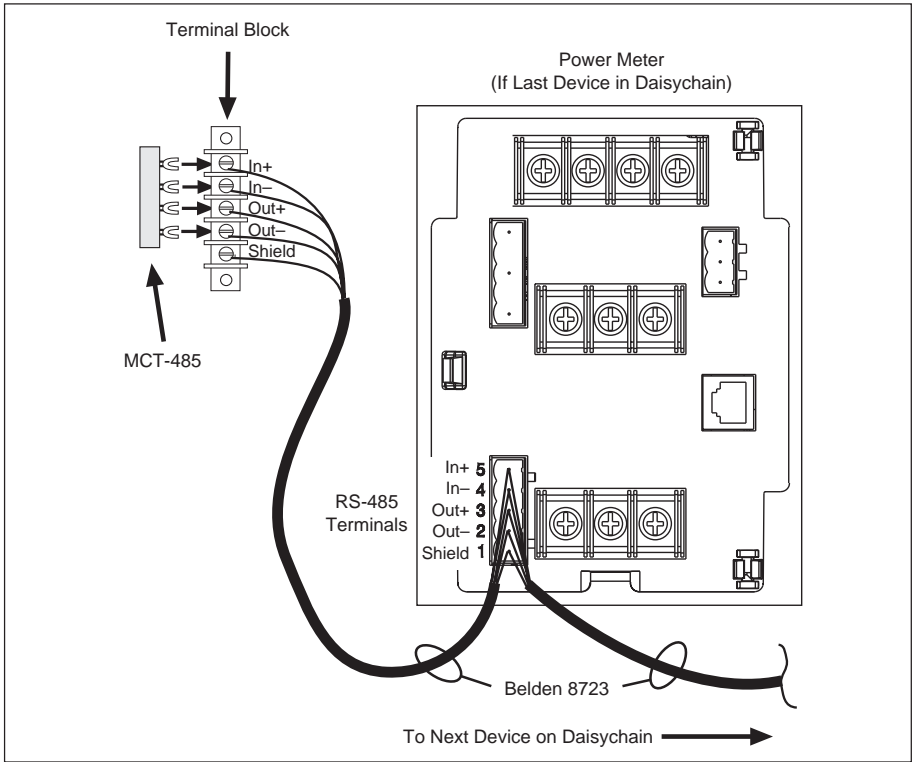 Terminal Block
Power Meter
(If Last Device in Daisychain)
In+
In–
Out+
Out–
Shield
MCT-485
RS-485
Terminals
In+ 5
In– 4
Out+ 3
Out– 2
Shield 1
Belden 8723
To Next Device on Daisychain